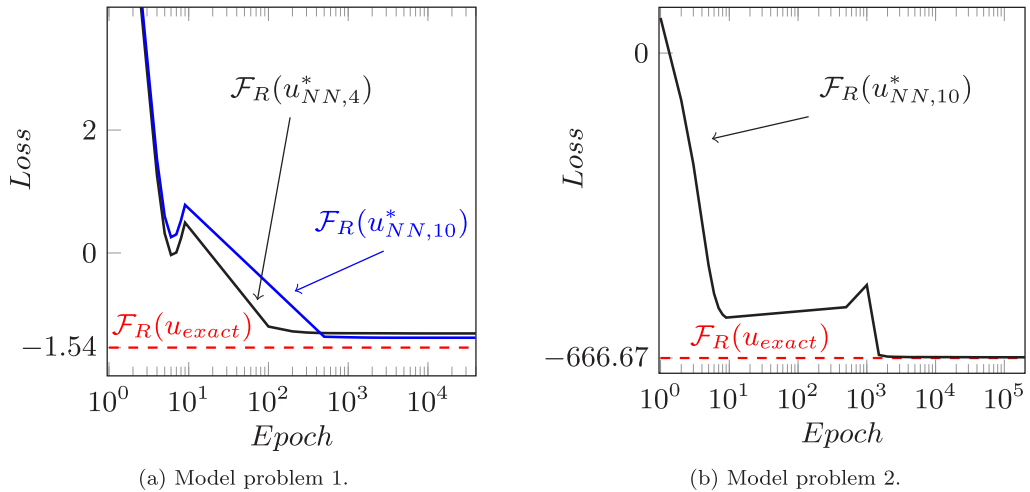 Loss
2
0
−1.54
F_R(u*_{NN,4})
F_R(u*_{NN,10})
F_R(u_{exact})
10^0 10^1 10^2 10^3 10^4
Epoch
(a) Model problem 1.
Loss
0
−666.67
F_R(u*_{NN,10})
F_R(u_{exact})
10^0 10^1 10^2 10^3 10^4 10^5
Epoch
(b) Model problem 2.